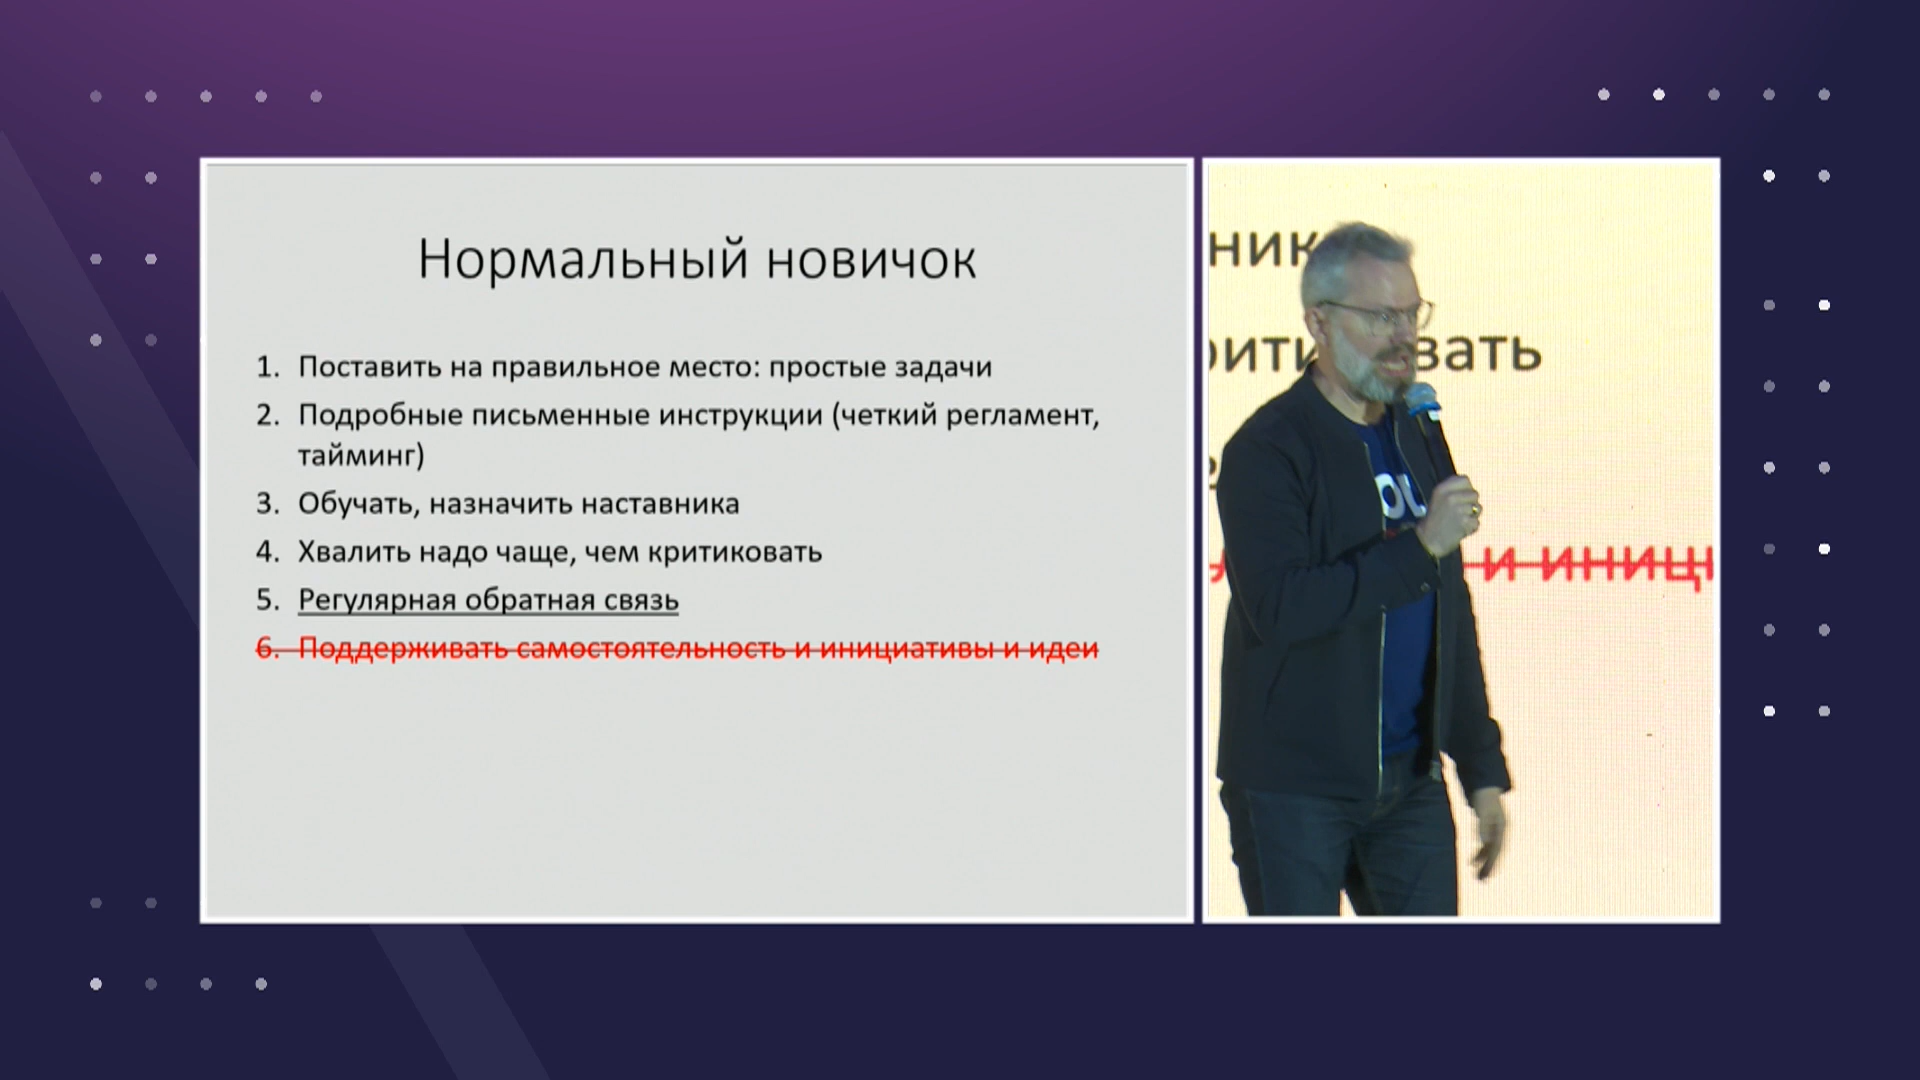 Нормальный новичок
1. Поставить на правильное место: простые задачи
2. Подробные письменные инструкции (четкий регламент,
тайминг)
3. Обучать, назначить наставника
4. Хвалить надо чаще, чем критиковать
5. Регулярная обратная связь
6. Поддерживать самостоятельность и инициативы и идеи
ник
рити вать
и иниц